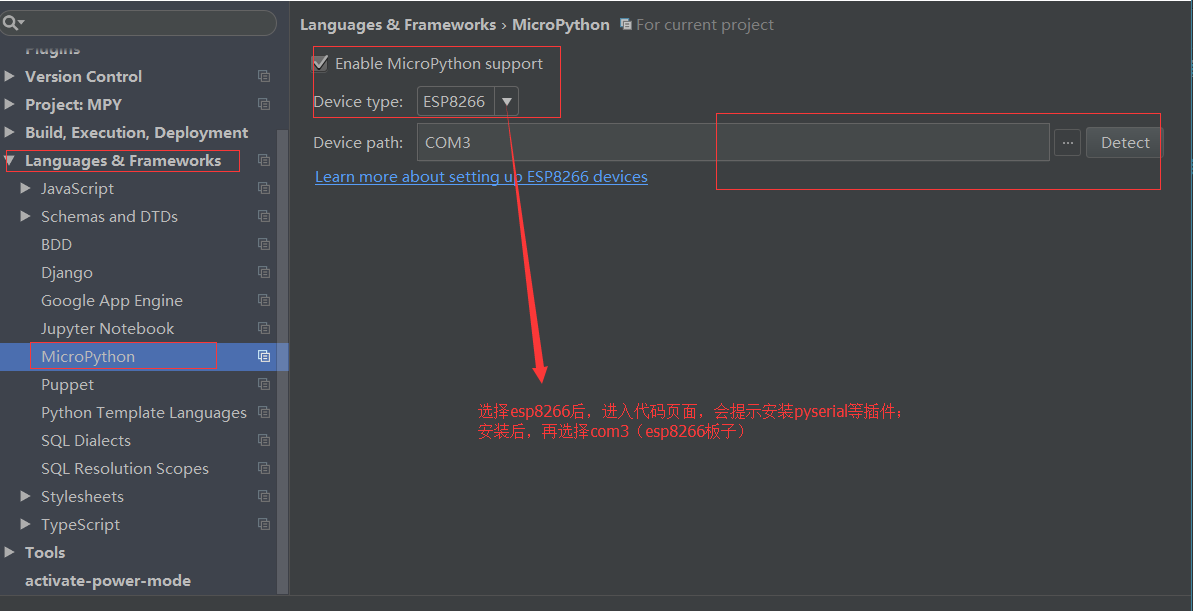 Plugins
Version Control
Project: MPY
Build, Execution, Deployment
Languages & Frameworks
JavaScript
Schemas and DTDs
BDD
Django
Google App Engine
Jupyter Notebook
MicroPython
Puppet
Python Template Languages
SQL Dialects
SQL Resolution Scopes
Stylesheets
TypeScript
Tools
activate-power-mode
Languages & Frameworks › MicroPython For current project
Enable MicroPython support
Device type: ESP8266
Device path: COM3 ... Detect
Learn more about setting up ESP8266 devices
选择esp8266后，进入代码页面，会提示安装pyserial等插件；
安装后，再选择com3（esp8266板子）